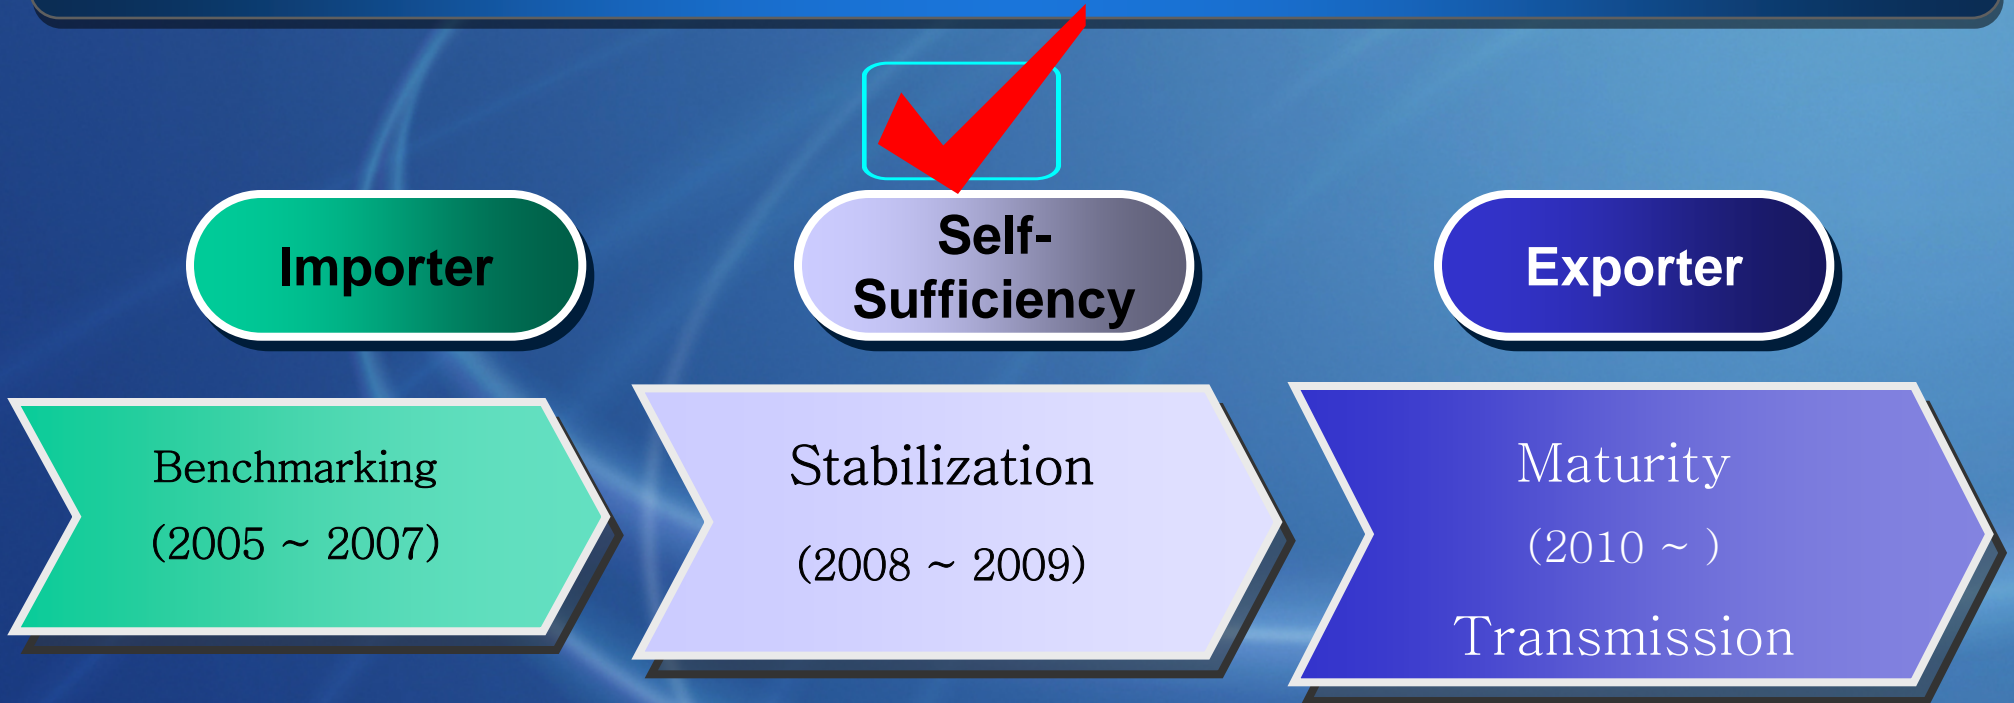 Importer
Self-
Sufficiency
Exporter
Benchmarking
(2005 ~ 2007)
Stabilization
(2008 ~ 2009)
Maturity
(2010 ~ )
Transmission